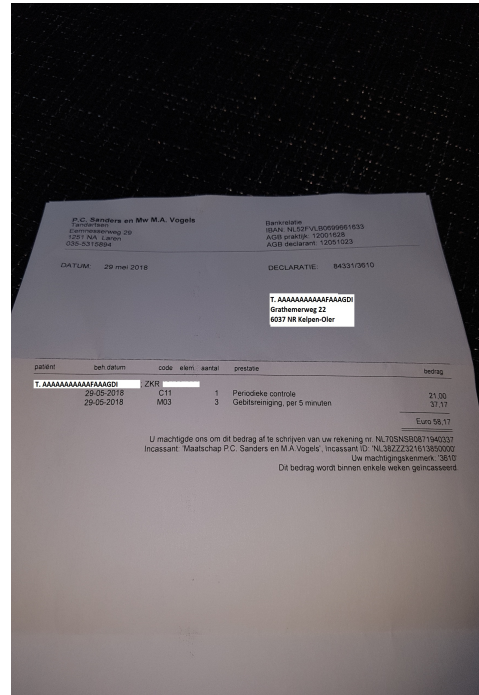 P.C. Sanders en Mw M.A. Vogels
Tandartsen
Eemnesserweg 29
1251 NA Laren
035-5315884
Bankrelatie
IBAN: NL52FVLB0699661633
AGB praktijk: 12001628
AGB declarant: 12051023
DATUM: 29 mei 2018
DECLARATIE: 84331/3610
T. AAAAAAAAAAAFAAAGDI
Grathemerweg 22
6037 NR Kelpen-Oler
patiënt beh.datum code elem aantal prestatie bedrag
T. AAAAAAAAAAAFAAAGDI ZKR
29-05-2018 C11 1 Periodieke controle 21,00
29-05-2018 M03 3 Gebitsreiniging, per 5 minuten 37,17
Euro 58,17
U machtigde ons om dit bedrag af te schrijven van uw rekening nr. NL70SNSB0871940337
Incassant: 'Maatschap P.C. Sanders en M.A.Vogels', incassant ID: 'NL38ZZZ321613850000'
Uw machtigingskenmerk: '3610'
Dit bedrag wordt binnen enkele weken geïncasseerd.